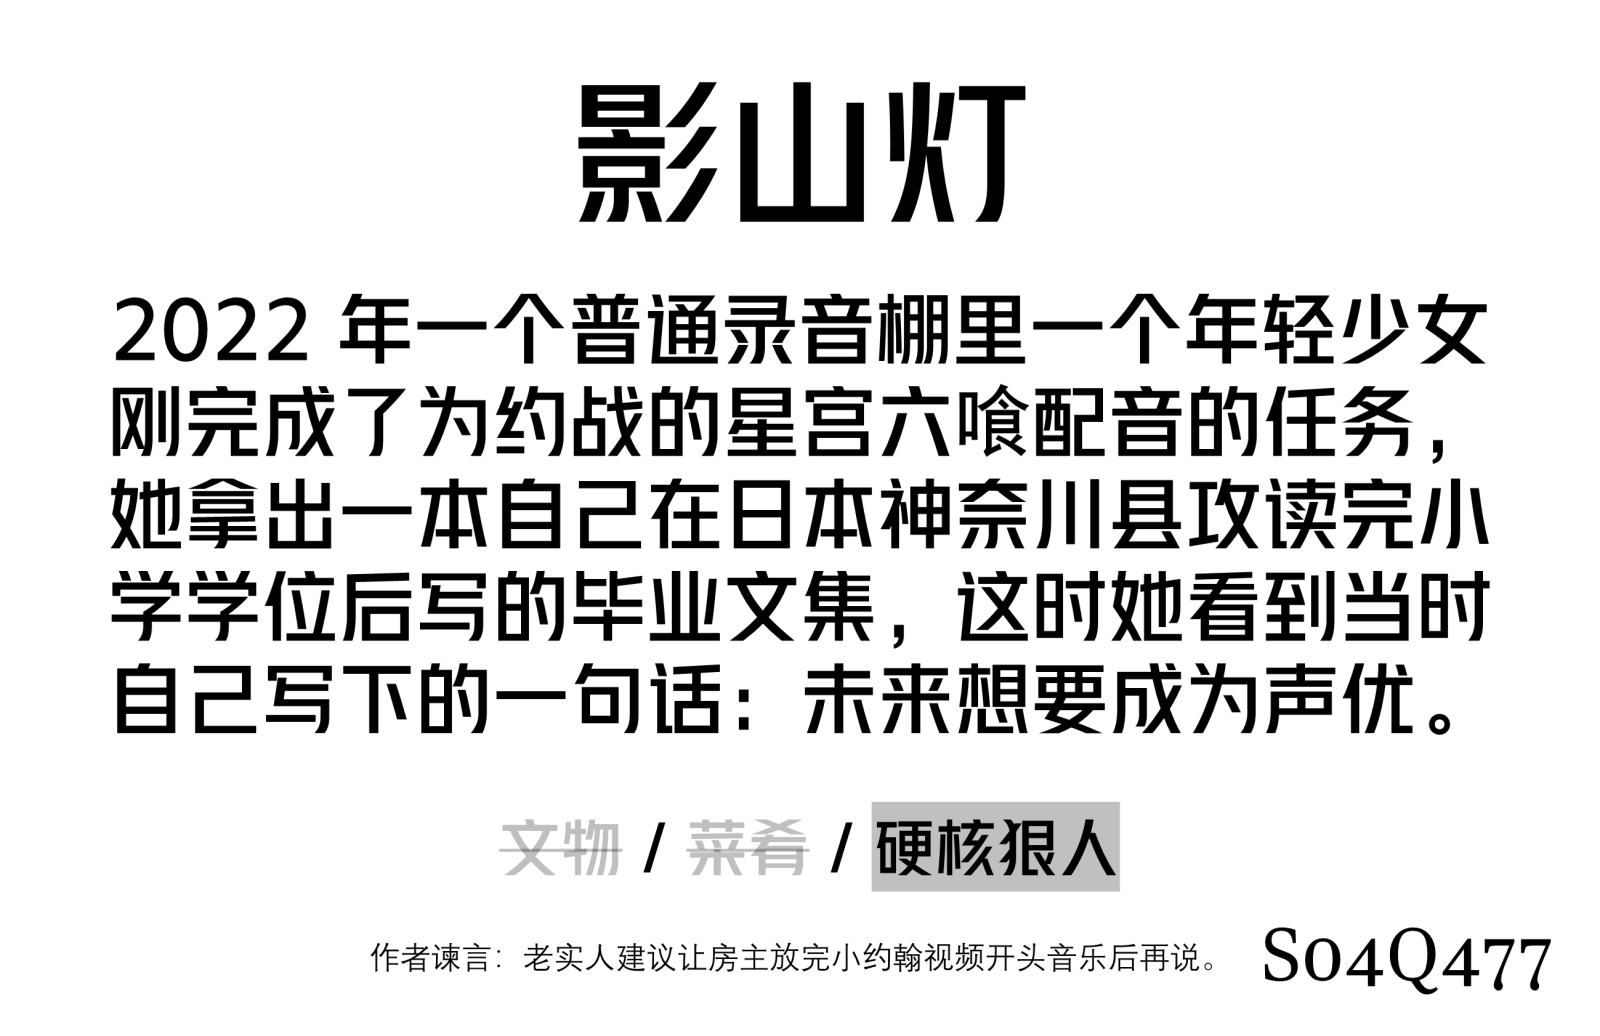 影山灯
2022 年一个普通录音棚里一个年轻少女
刚完成了为约战的星宫六喰配音的任务，
她拿出一本自己在日本神奈川县攻读完小
学学位后写的毕业文集，这时她看到当时
自己写下的一句话：未来想要成为声优。
文物 / 菜肴 / 硬核狠人
作者谏言：老实人建议让房主放完小约翰视频开头音乐后再说。
So4Q477